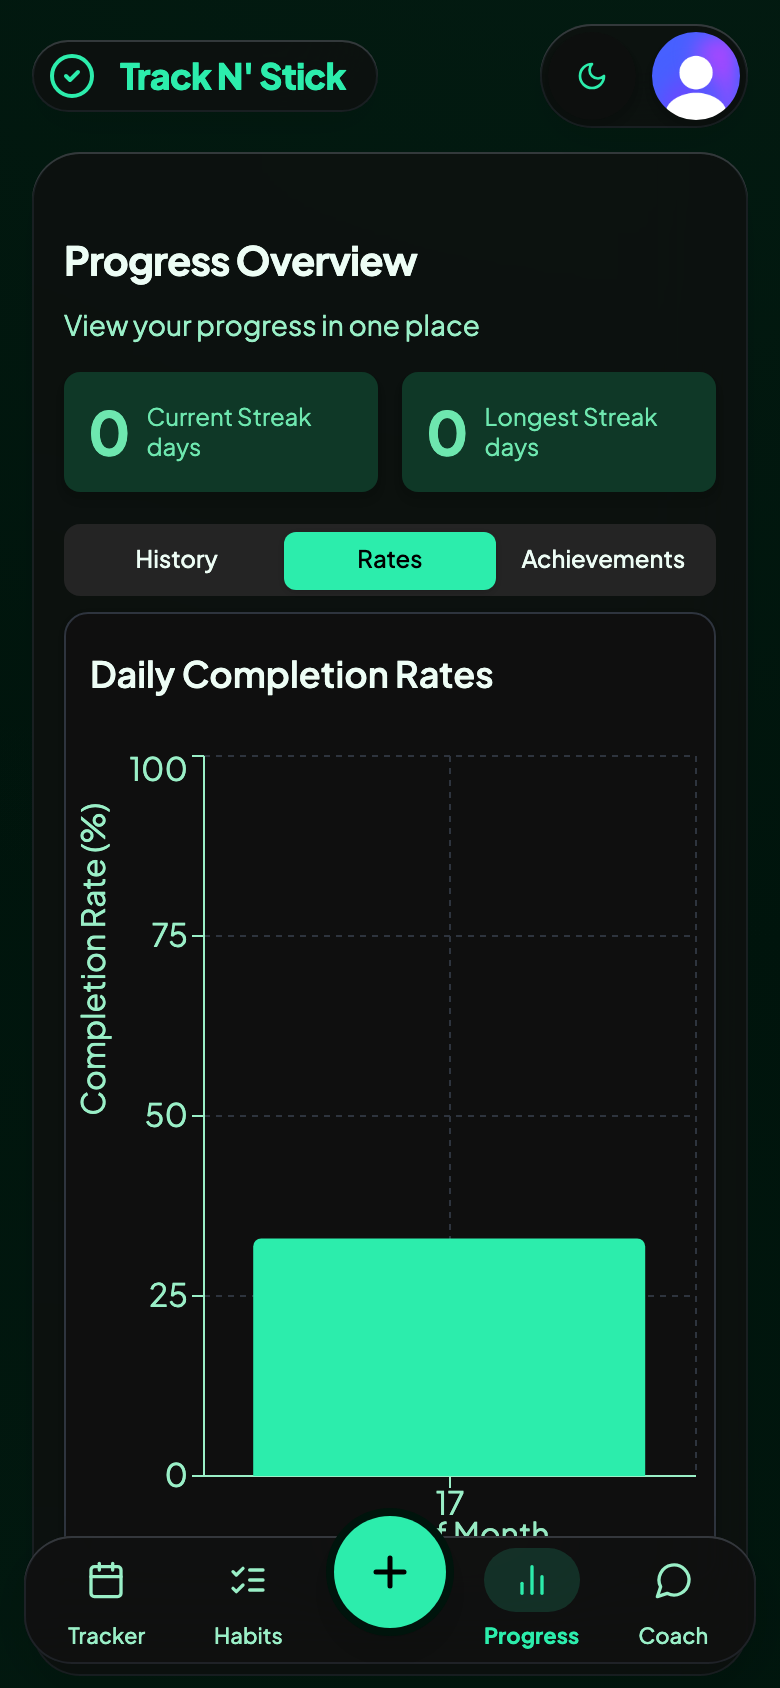 Track N' Stick
Progress Overview
View your progress in one place
0
Current Streak
days
0
Longest Streak
days
History
Rates
Achievements
Daily Completion Rates
Completion Rate (%)
100
75
50
25
0
17
f Month
Tracker
Habits
Progress
Coach